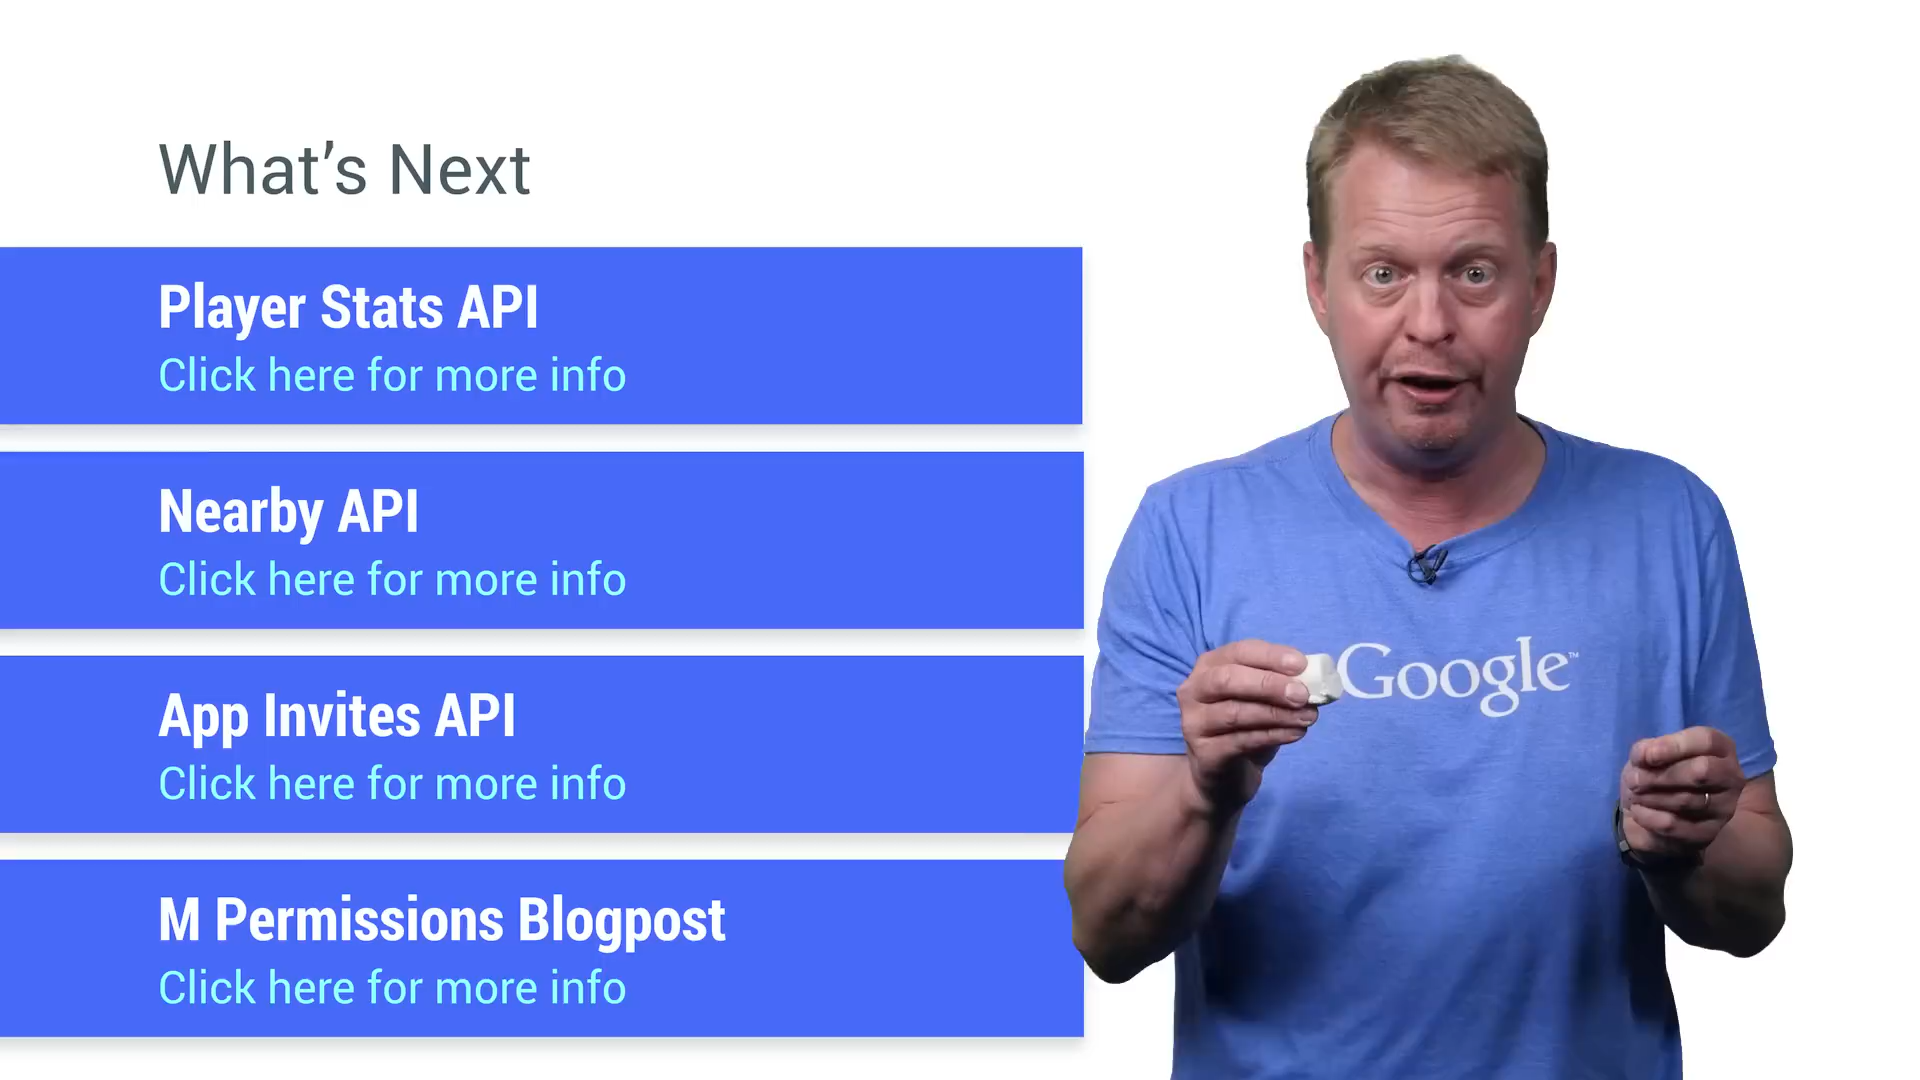 What’s Next
Player Stats API
Click here for more info
Nearby API
Click here for more info
App Invites API
Click here for more info
M Permissions Blogpost
Click here for more info
Google™